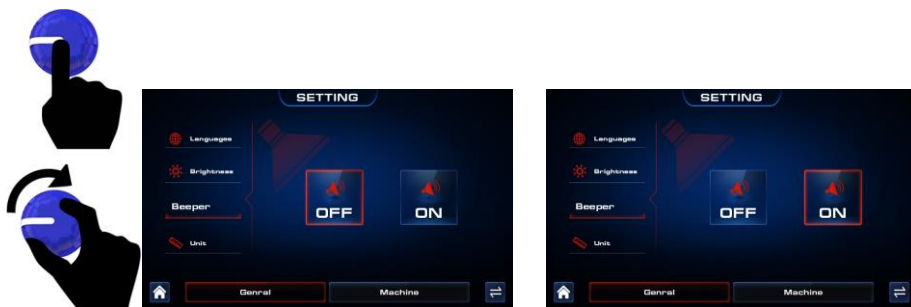 SETTING
Languages
Brightness
Beeper
OFF
ON
Unit
Genral
Machine
SETTING
Languages
Brightness
Beeper
OFF
ON
Unit
Genral
Machine